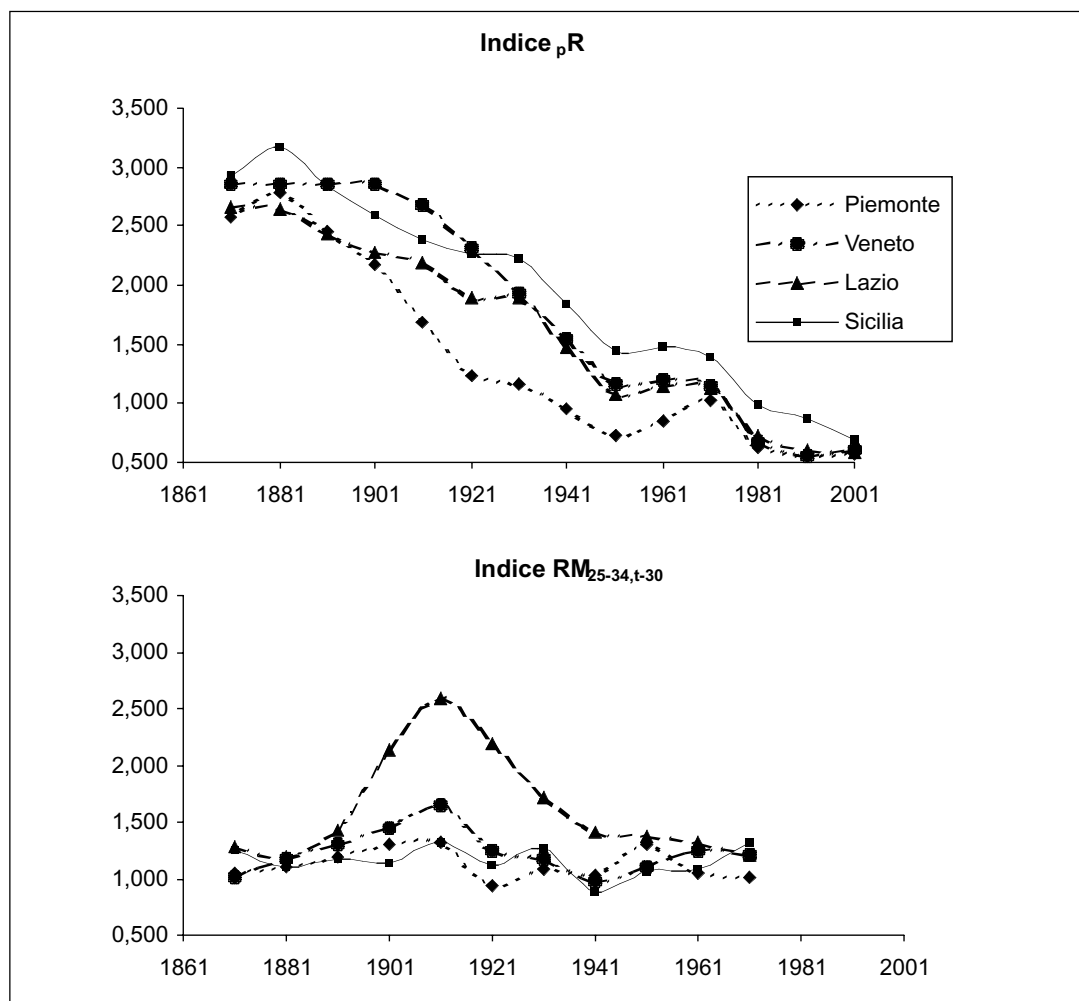 Indice pR
3,500
3,000
2,500
2,000
1,500
1,000
0,500
1861 1881 1901 1921 1941 1961 1981 2001
Piemonte
Veneto
Lazio
Sicilia
Indice RM25-34,t-30
3,500
3,000
2,500
2,000
1,500
1,000
0,500
1861 1881 1901 1921 1941 1961 1981 2001